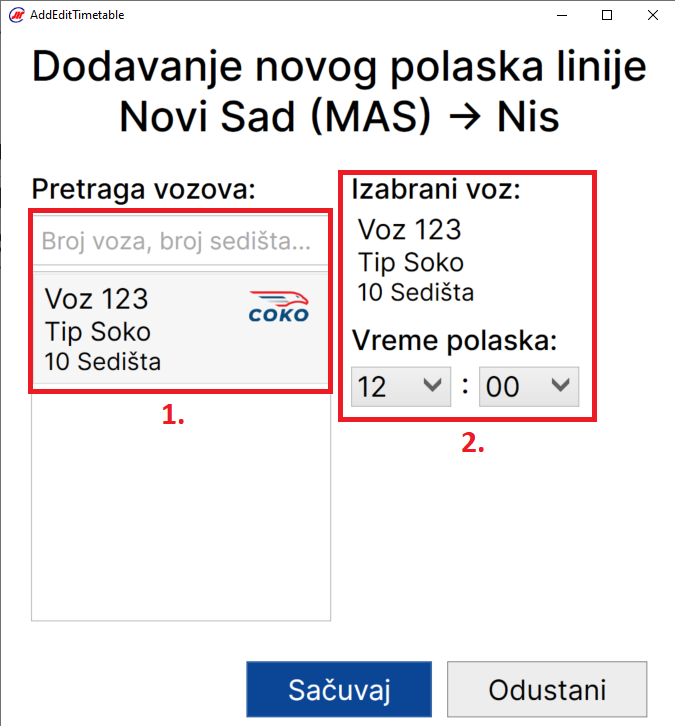 AddEditTimetable
Dodavanje novog polaska linije
Novi Sad (MAS) → Nis
Pretraga vozova:
Broj voza, broj sedišta...
Voz 123
Tip Soko
10 Sedišta
СОКО
1.
Izabrani voz:
Voz 123
Tip Soko
10 Sedišta
Vreme polaska:
12 : 00
2.
Sačuvaj
Odustani